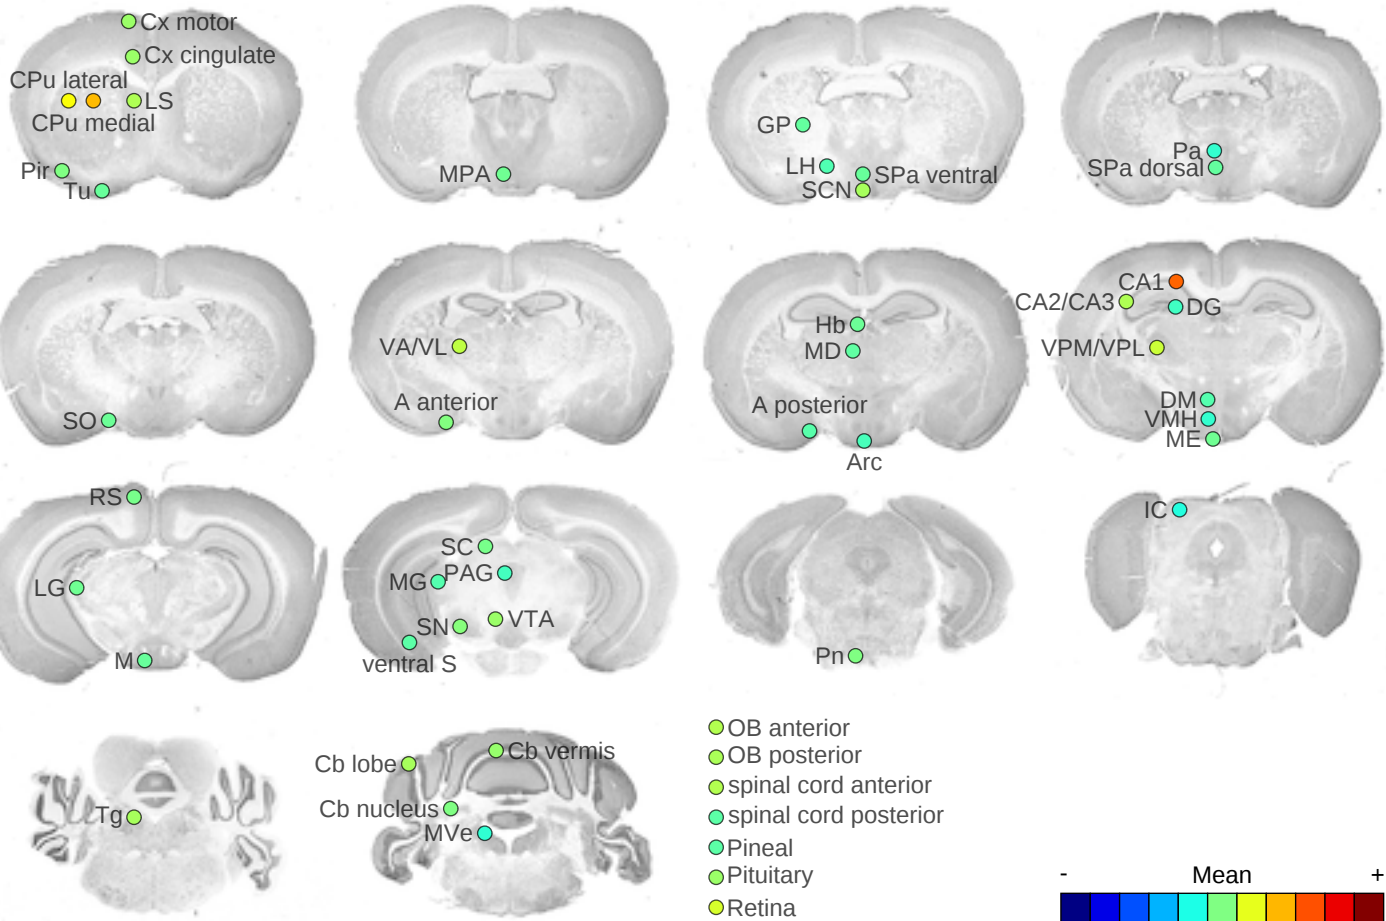 Cx motor
Cx cingulate
CPu lateral
LS
CPu medial
Pir
Tu
MPA
GP
LH
SPa ventral
SCN
Pa
SPa dorsal
SO
VA/VL
A anterior
Hb
MD
A posterior
Arc
CA1
CA2/CA3
DG
VPM/VPL
DM
VMH
ME
RS
LG
M
SC
MG
PAG
SN
VTA
ventral S
Pn
IC
Tg
Cb lobe
Cb vermis
Cb nucleus
MVe
OB anterior
OB posterior
spinal cord anterior
spinal cord posterior
Pineal
Pituitary
Retina
- Mean +